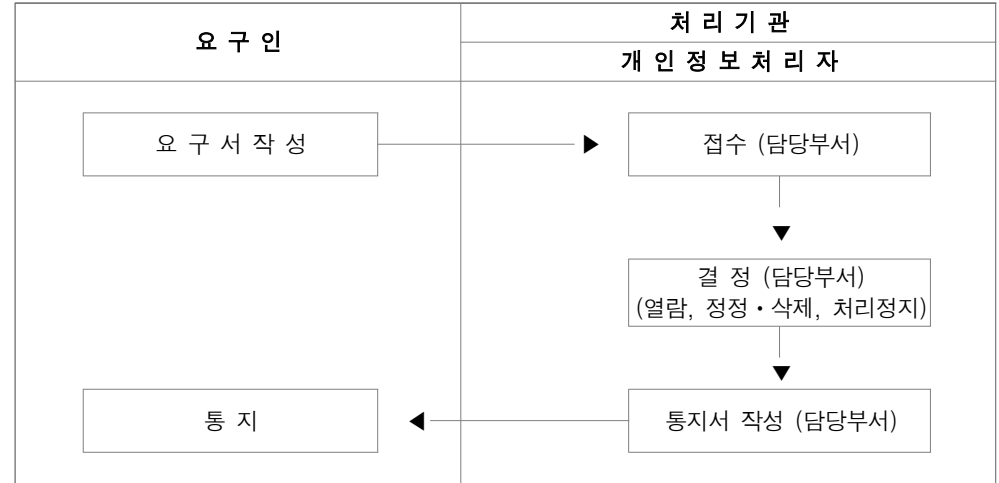 요 구 인
처 리 기 관
개 인 정 보 처 리 자
요 구 서 작 성
접수 (담당부서)
결 정 (담당부서)
(열람, 정정・삭제, 처리정지)
통 지
통지서 작성 (담당부서)